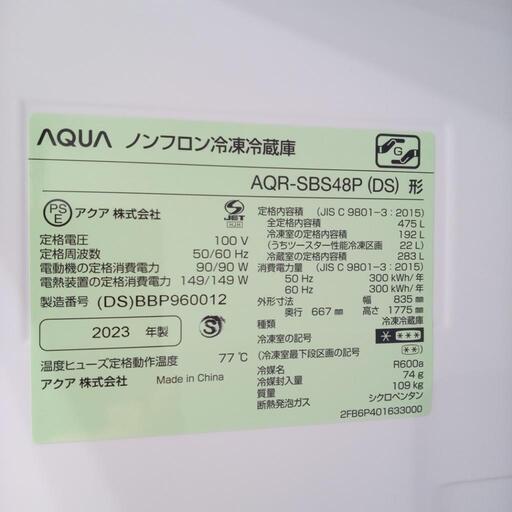 AQUA ノンフロン冷凍冷蔵庫
G
AQR-SBS48P (DS) 形
PS
E
アクア 株式会社
S
JET
定格電圧 100 V
定格周波数 50/60 Hz
電動機の定格消費電力 90/90 W
電熱装置の定格消費電力 149/149 W
製造番号 (DS)BBP960012
2023 年製
S
温度ヒューズ定格動作温度 77℃
アクア 株式会社 Made in China
定格内容積 (JIS C 9801-3:2015)
全定格内容積 475 L
冷凍室の定格内容積 192 L
(うちツースター性能冷凍区画 22 L)
冷蔵室の定格内容積 283 L
消費電力量 (JIS C 9801-3:2015)
50 Hz 300 kWh/年
60 Hz 300 kWh/年
外形寸法 幅 835 mm
奥行 667 mm 高さ 1775 mm
種類 冷凍冷蔵庫
冷凍室の記号 * ***
(冷凍室最下段区画の記号) (**)
冷媒名 R600a
冷媒封入量 74 g
質量 109 kg
断熱発泡ガス シクロペンタン
2FB6P401633000